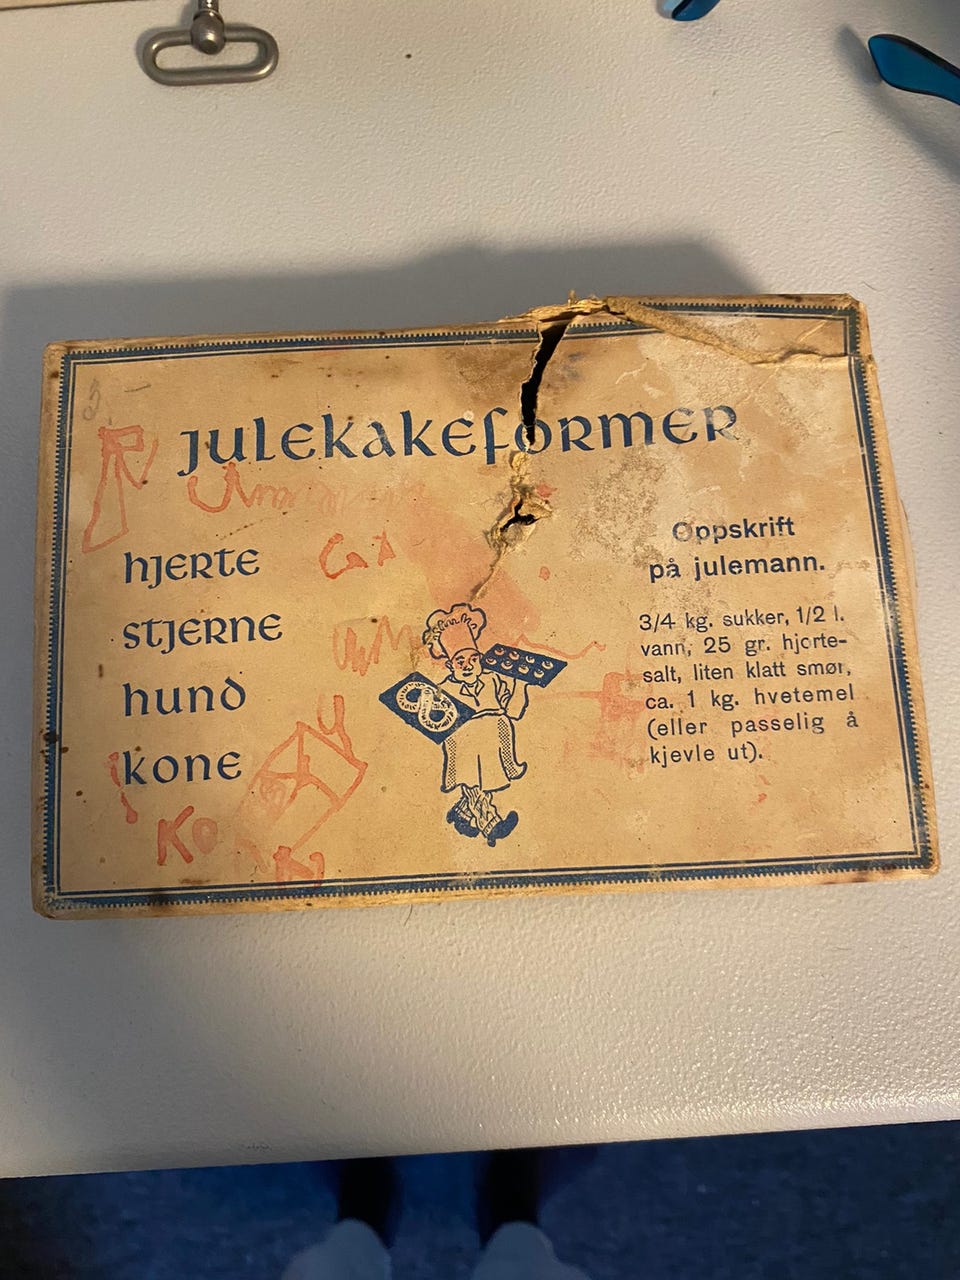 JULEKAKEFORMER
hJERTE
STJERNE
hUND
KONE
Oppskrift
på julemann.
3/4 kg. sukker, 1/2 l.
vann, 25 gr. hjorte-
salt, liten klatt smør,
ca. 1 kg. hvetemel
(eller passelig å
kjevle ut).
KO